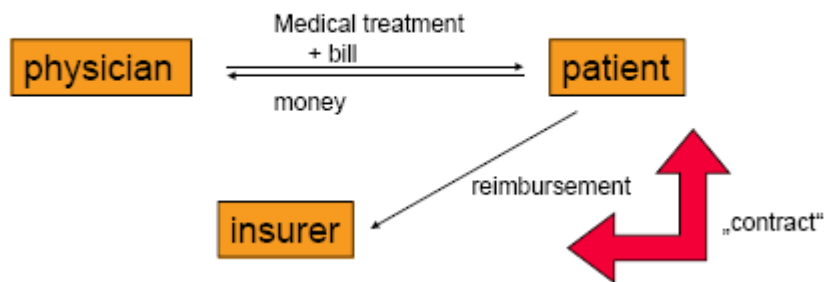 Medical treatment
+ bill
physician
patient
money
reimbursement
insurer
„contract“